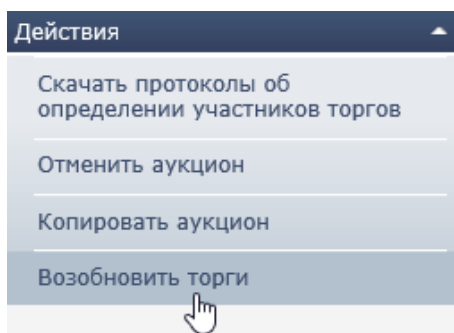 Действия
Скачать протоколы об
определении участников торгов
Отменить аукцион
Копировать аукцион
Возобновить торги